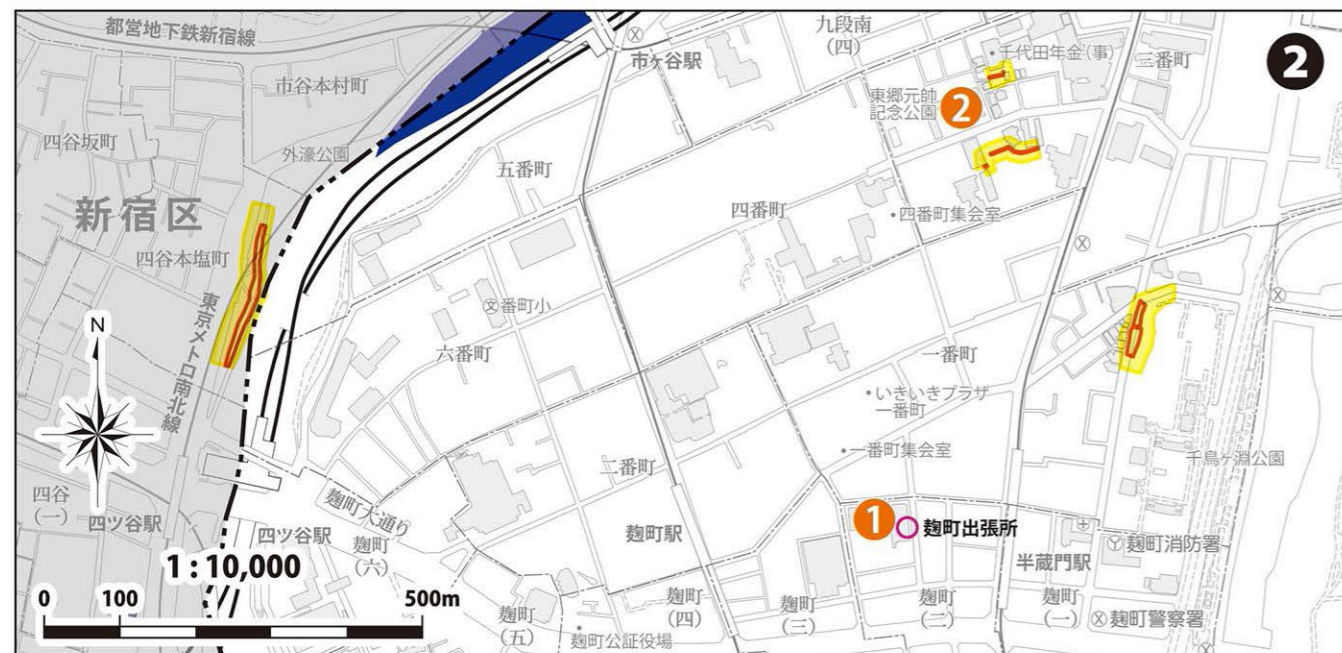 都営地下鉄新宿線
市谷本村町
四谷坂町
外濠公園
新宿区
四谷本塩町
東京メトロ南北線
N
四谷
(一)
四ツ谷駅
1:10,000
0 100 500m
市ケ谷駅
九段南
(四)
千代田年金(事)
三番町
2
東郷元帥
記念公園
2
五番町
四番町
四番町集会室
文番町小
六番町
一番町
いきいきプラザ
一番町
一番町集会室
二番町
千鳥ヶ淵公園
麹町大通り
四ツ谷駅
麹町
(六)
麹町駅
1
麹町出張所
半蔵門駅
麹町消防署
麹町
(五)
麹町公証役場
麹町
(四)
麹町
(三)
麹町
(二)
麹町
(一)
麹町警察署